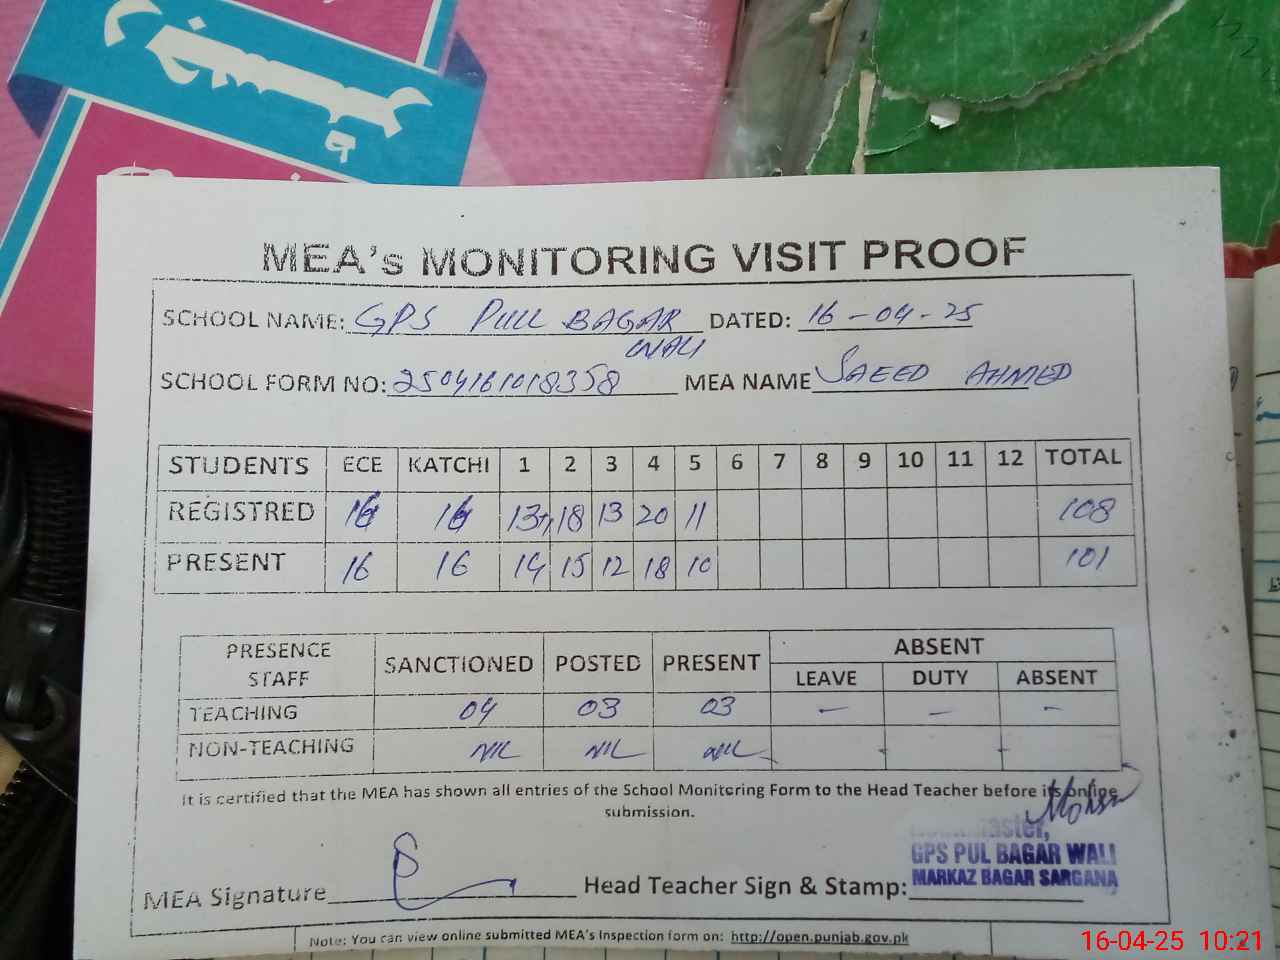 MEA's MONITORING VISIT PROOF
SCHOOL NAME: GPS PULL BAGAR WALI DATED: 16-04-25
SCHOOL FORM NO: 2504161018358 MEA NAME SAEED AHMED
STUDENTS ECE KATCHI 1 2 3 4 5 6 7 8 9 10 11 12 TOTAL
REGISTRED 16 16 18 13 20 11 108
PRESENT 16 16 14 15 12 18 10 101
PRESENCE STAFF SANCTIONED POSTED PRESENT ABSENT
LEAVE DUTY ABSENT
TEACHING 04 03 03 - - -
NON-TEACHING NIL NIL NIL - - -
It is certified that the MEA has shown all entries of the School Monitoring Form to the Head Teacher before its online
submission.
Headmaster,
GPS PUL BAGAR WALI
MARKAZ BAGAR SARGANA
MEA Signature Head Teacher Sign & Stamp:
Note: You can view online submitted MEA's Inspection form on: http://open.punjab.gov.pk
16-04-25 10:21